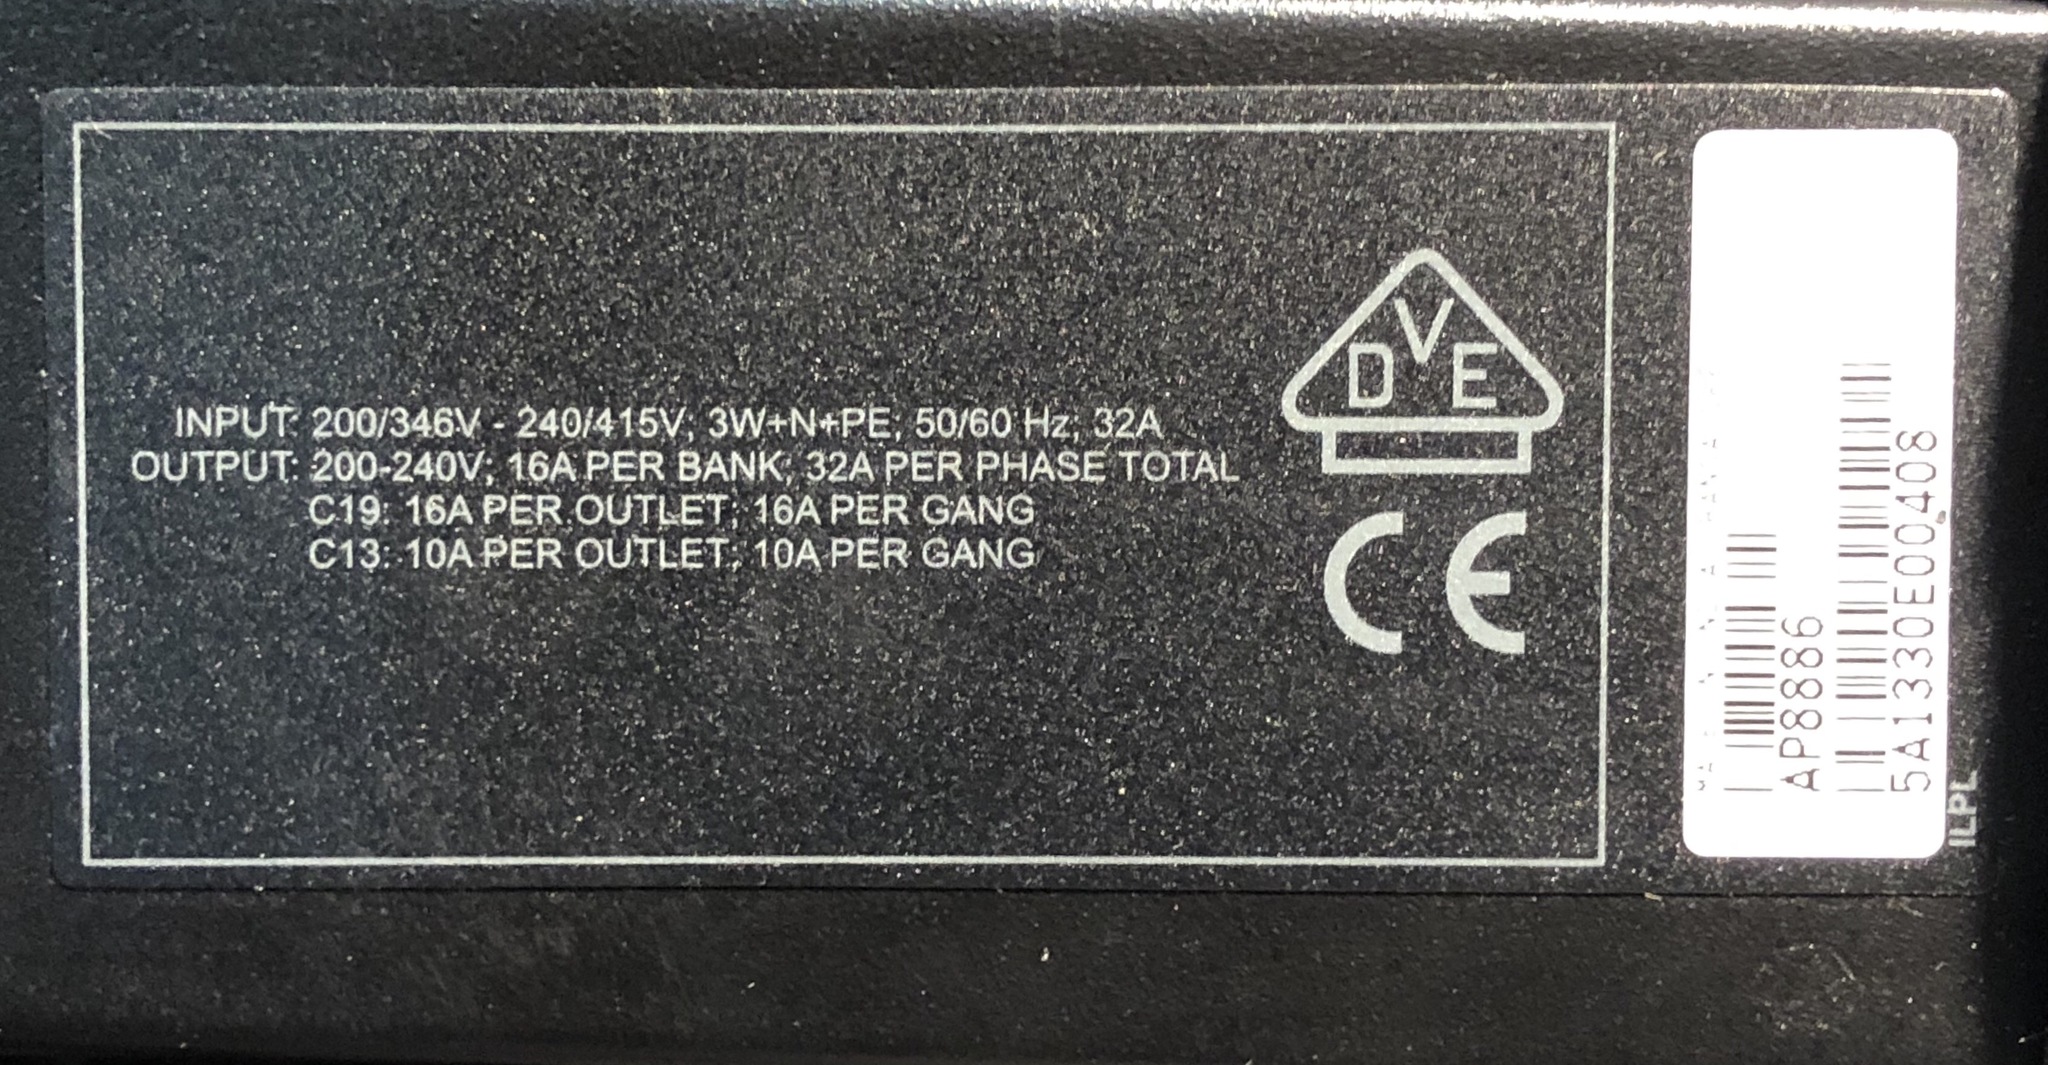 INPUT: 200/346V - 240/415V; 3W+N+PE; 50/60 Hz; 32A
OUTPUT: 200-240V; 16A PER BANK; 32A PER PHASE TOTAL
C19: 16A PER OUTLET; 16A PER GANG
C13: 10A PER OUTLET; 10A PER GANG
DVE
CE
AP8886
5A1330E00408
ILPL